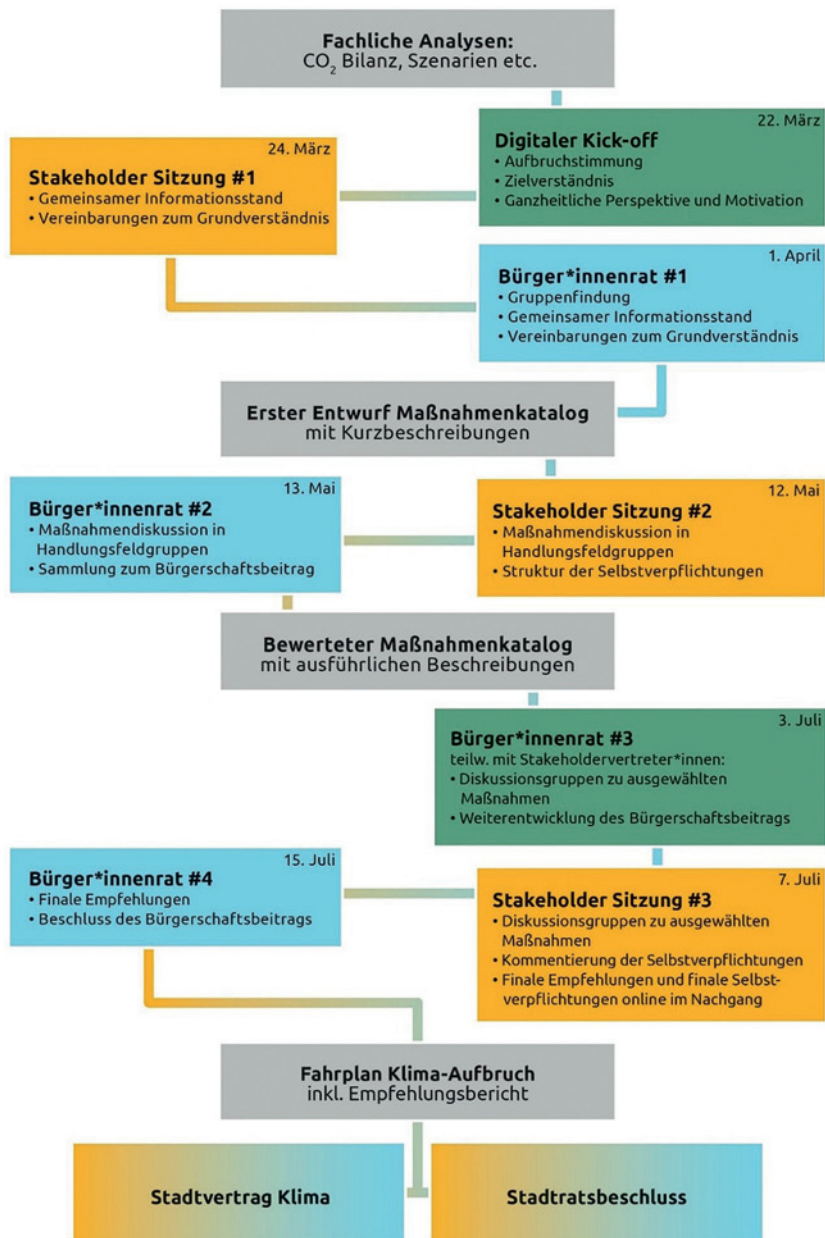 Fachliche Analysen:
CO₂ Bilanz, Szenarien etc.
22. März
Digitaler Kick-off
• Aufbruchstimmung
• Zielverständnis
• Ganzheitliche Perspektive und Motivation
24. März
Stakeholder Sitzung #1
• Gemeinsamer Informationsstand
• Vereinbarungen zum Grundverständnis
1. April
Bürger*innenrat #1
• Gruppenfindung
• Gemeinsamer Informationsstand
• Vereinbarungen zum Grundverständnis
Erster Entwurf Maßnahmenkatalog
mit Kurzbeschreibungen
12. Mai
Stakeholder Sitzung #2
• Maßnahmendiskussion in
Handlungsfeldgruppen
• Struktur der Selbstverpflichtungen
13. Mai
Bürger*innenrat #2
• Maßnahmendiskussion in
Handlungsfeldgruppen
• Sammlung zum Bürgerschaftsbeitrag
Bewerteter Maßnahmenkatalog
mit ausführlichen Beschreibungen
3. Juli
Bürger*innenrat #3
teilw. mit Stakeholdervertreter*innen:
• Diskussionsgruppen zu ausgewählten
Maßnahmen
• Weiterentwicklung des Bürgerschaftsbeitrags
7. Juli
Stakeholder Sitzung #3
• Diskussionsgruppen zu ausgewählten
Maßnahmen
• Kommentierung der Selbstverpflichtungen
• Finale Empfehlungen und finale Selbst-
verpflichtungen online im Nachgang
15. Juli
Bürger*innenrat #4
• Finale Empfehlungen
• Beschluss des Bürgerschaftsbeitrags
Fahrplan Klima-Aufbruch
inkl. Empfehlungsbericht
Stadtvertrag Klima
Stadtratsbeschluss